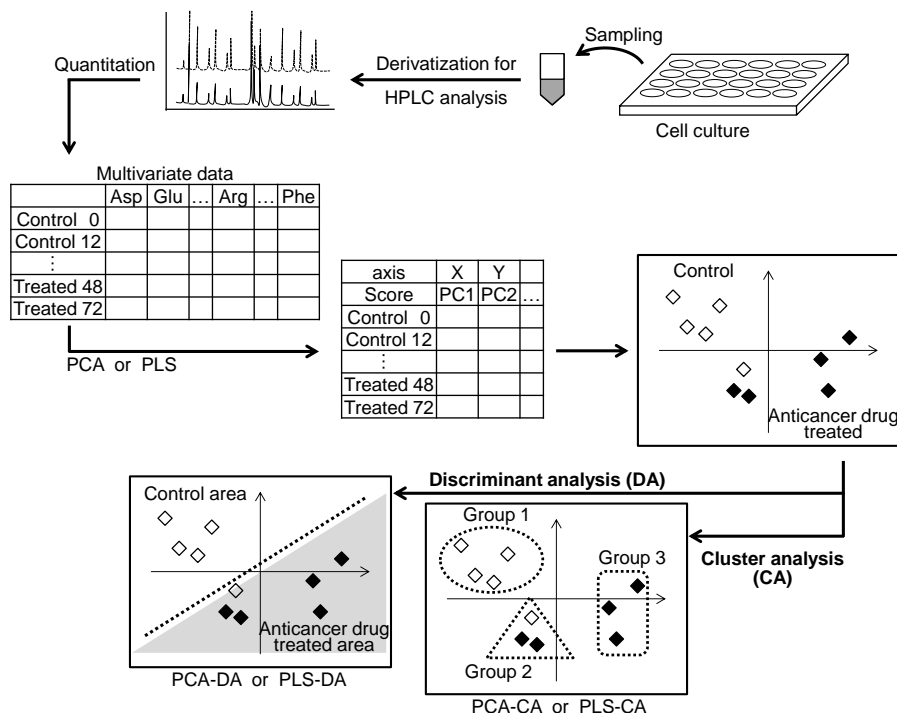 Sampling
Quantitation
Derivatization for
HPLC analysis
Cell culture
Multivariate data
Asp Glu … Arg … Phe
Control 0
Control 12
⋮
Treated 48
Treated 72
PCA or PLS
axis X Y
Score PC1 PC2 …
Control 0
Control 12
⋮
Treated 48
Treated 72
Control
Anticancer drug
treated
Discriminant analysis (DA)
Cluster analysis
(CA)
Control area
Anticancer drug
treated area
PCA-DA or PLS-DA
Group 1
Group 3
Group 2
PCA-CA or PLS-CA